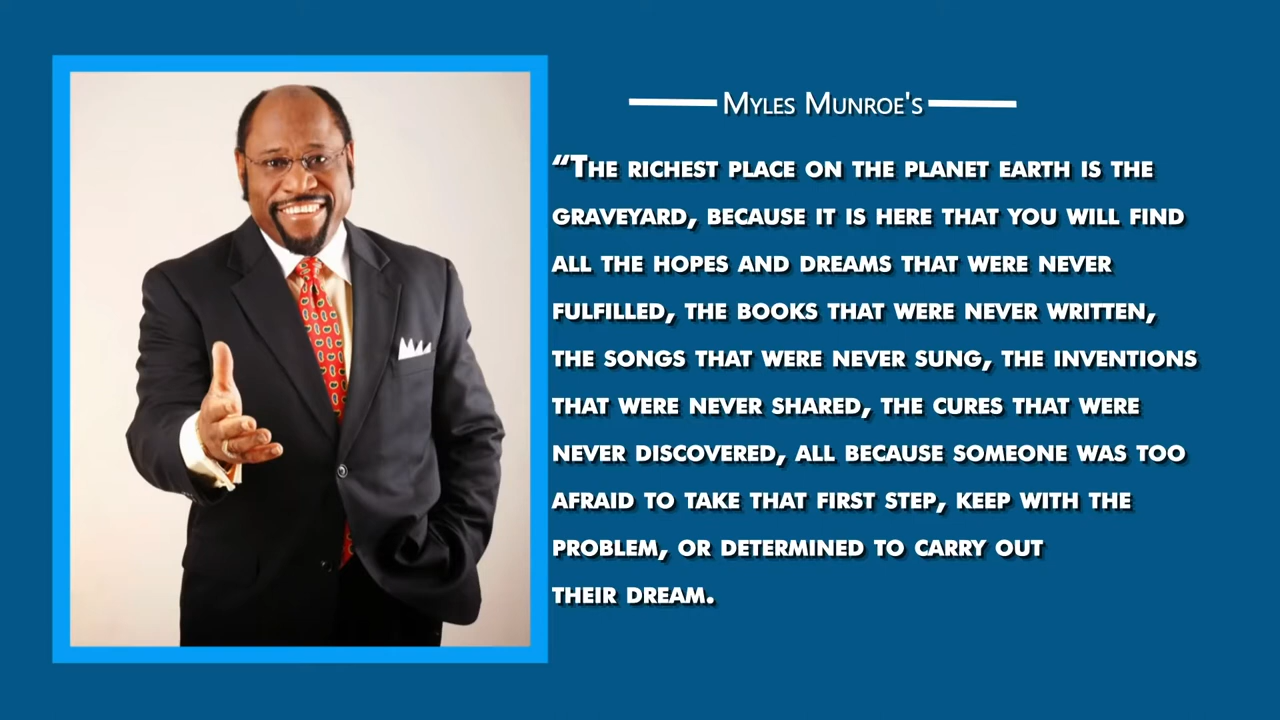 Myles Munroe's
“The richest place on the planet earth is the
graveyard, because it is here that you will find
all the hopes and dreams that were never
fulfilled, the books that were never written,
the songs that were never sung, the inventions
that were never shared, the cures that were
never discovered, all because someone was too
afraid to take that first step, keep with the
problem, or determined to carry out
their dream.